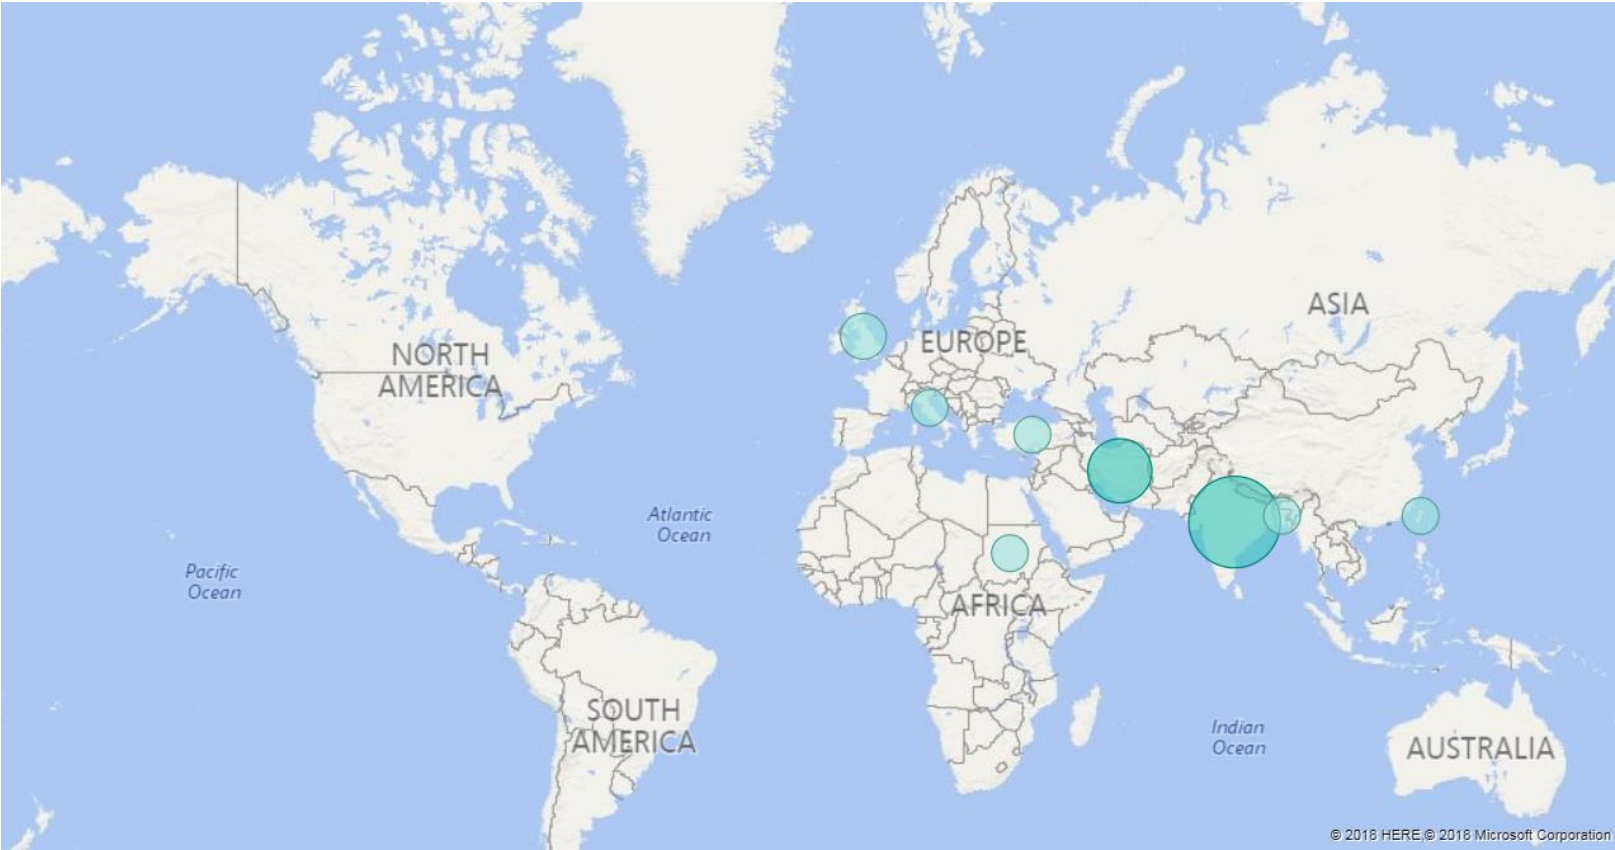 ASIA
EUROPE
NORTH
AMERICA
Atlantic
Ocean
Pacific
Ocean
AFRICA
SOUTH
AMERICA
Indian
Ocean
AUSTRALIA
© 2018 HERE,© 2018 Microsoft Corporation